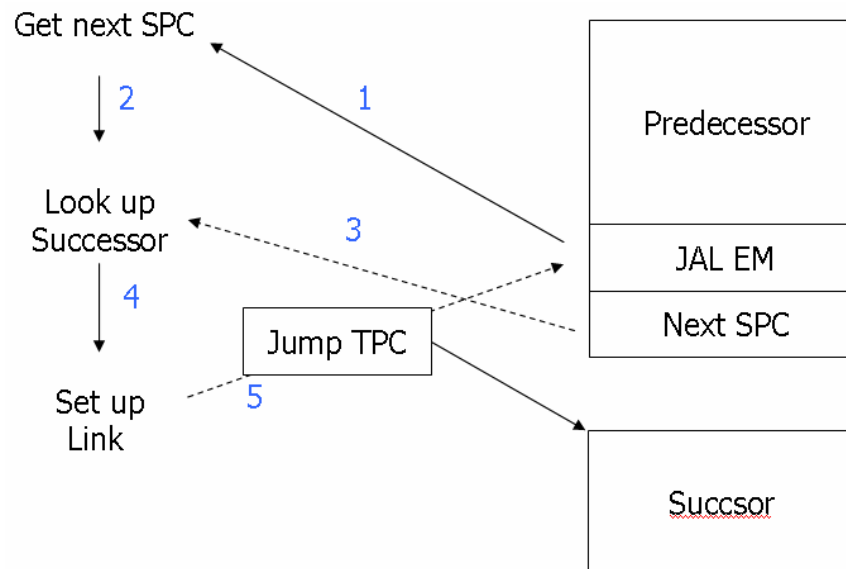 Get next SPC
1
2
Predecessor
Look up
Successor
3
JAL EM
4
Next SPC
Jump TPC
Set up
Link
5
Succsor